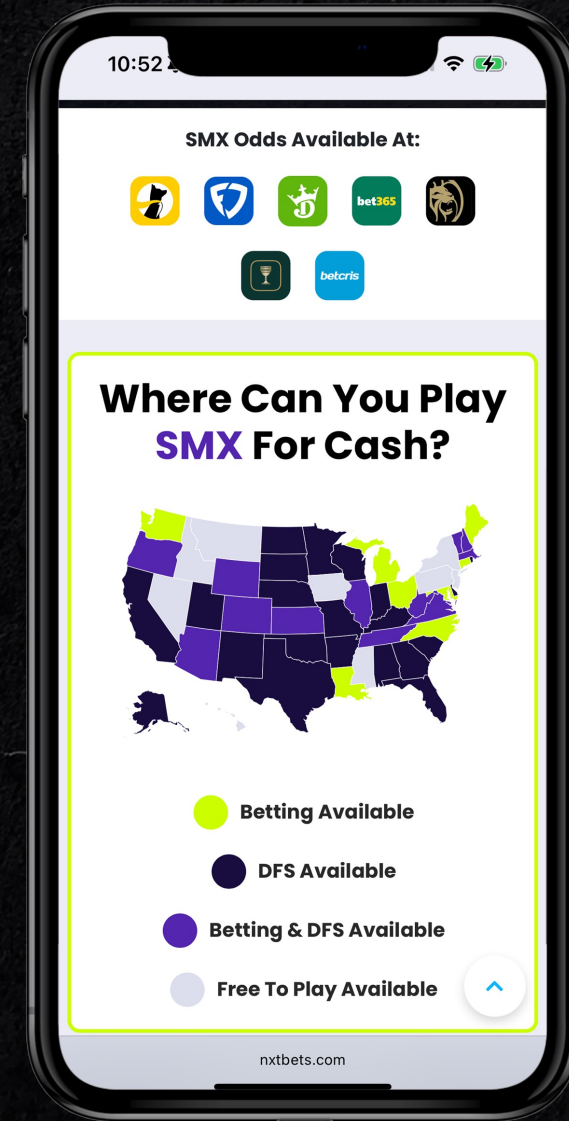 10:52
SMX Odds Available At:
bet365
betcris
Where Can You Play
SMX For Cash?
Betting Available
DFS Available
Betting & DFS Available
Free To Play Available
nxtbets.com